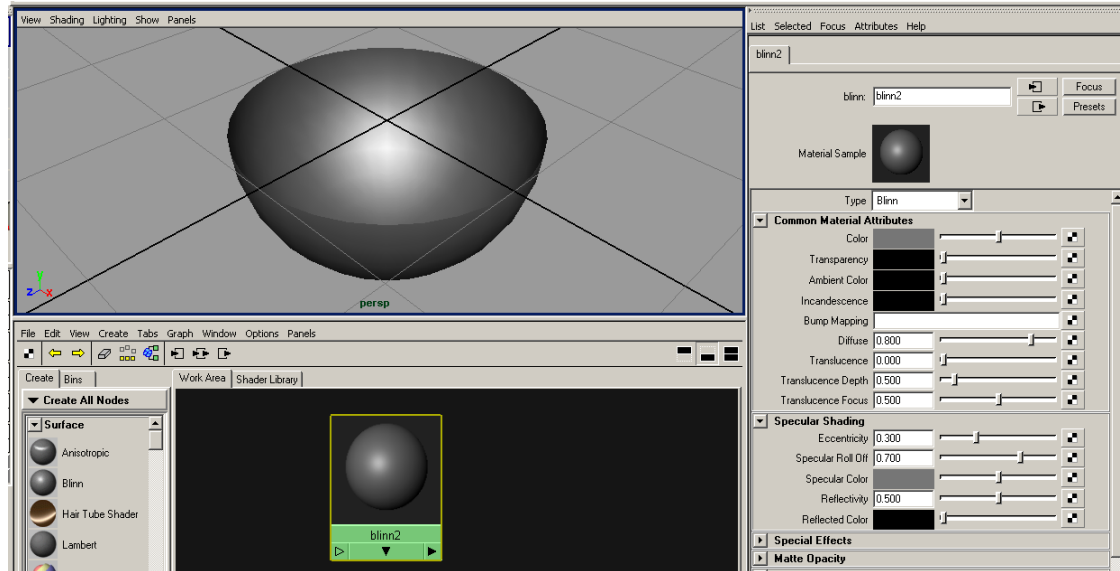 View Shading Lighting Show Panels
y
z x
persp
File Edit View Create Tabs Graph Window Options Panels
Create Bins
Create All Nodes
Surface
Anisotropic
Blinn
Hair Tube Shader
Lambert
Work Area Shader Library
blinn2
List Selected Focus Attributes Help
blinn2
blinn: blinn2 Focus
Presets
Material Sample
Type Blinn
Common Material Attributes
Color
Transparency
Ambient Color
Incandescence
Bump Mapping
Diffuse 0.800
Translucence 0.000
Translucence Depth 0.500
Translucence Focus 0.500
Specular Shading
Eccentricity 0.300
Specular Roll Off 0.700
Specular Color
Reflectivity 0.500
Reflected Color
Special Effects
Matte Opacity